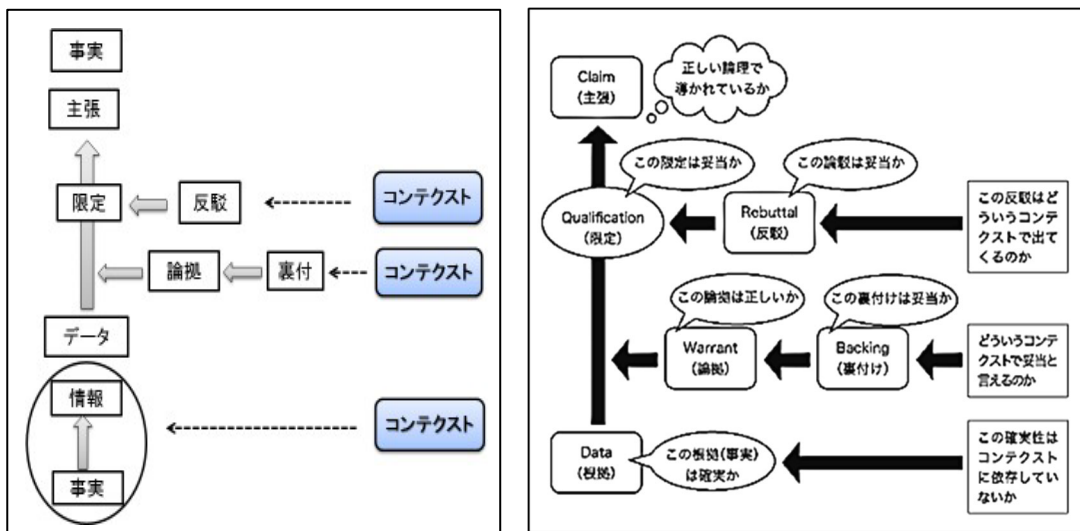 事実
主張
限定
反駁
コンテクスト
論拠
裏付
コンテクスト
データ
情報
コンテクスト
事実
Claim
(主張)
正しい論理で
導かれているか
この限定は妥当か
この論駁は妥当か
Qualification
(限定)
Rebuttal
(反駁)
この反駁はど
ういうコンテ
クストで出て
くるのか
この論拠は正しいか
この裏付けは妥当か
Warrant
(論拠)
Backing
(裏付け)
どういうコン
テクストで妥当と
言えるのか
Data
(根拠)
この根拠(事実)
は確実か
この確実性は
コンテクスト
に依存してい
ないか